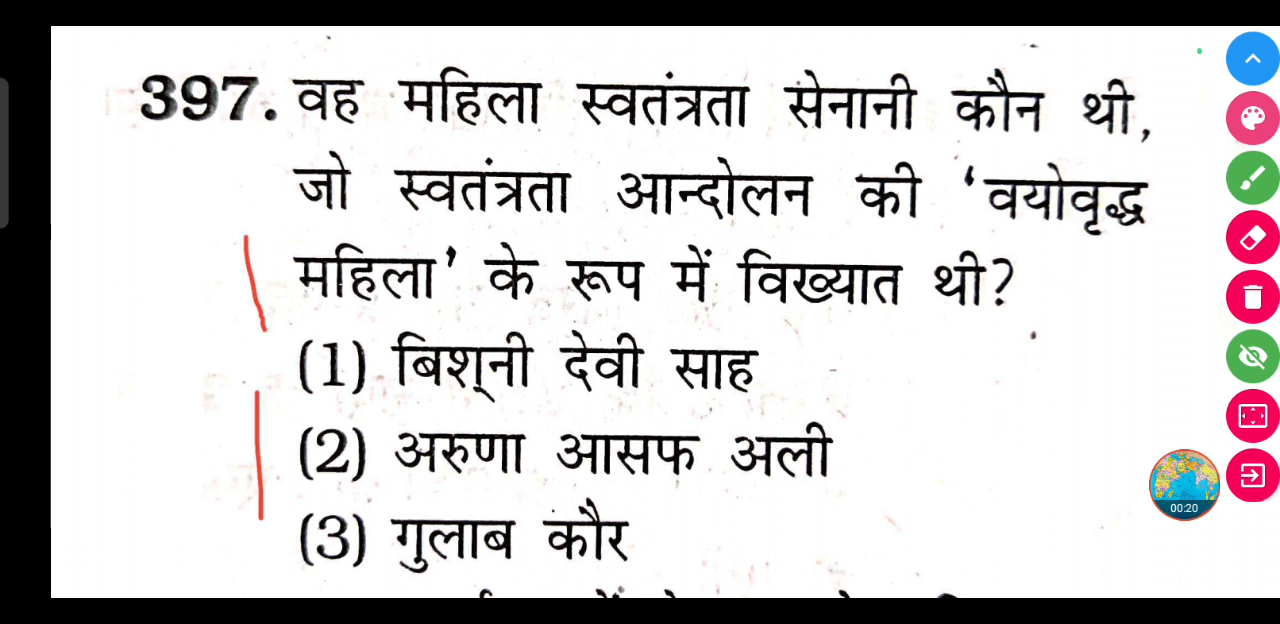 397. वह महिला स्वतंत्रता सेनानी कौन थी,
जो स्वतंत्रता आन्दोलन की ‘वयोवृद्ध
महिला’ के रूप में विख्यात थी?
(1) बिश्‌नी देवी साह
(2) अरुणा आसफ अली
(3) गुलाब कौर
00:20